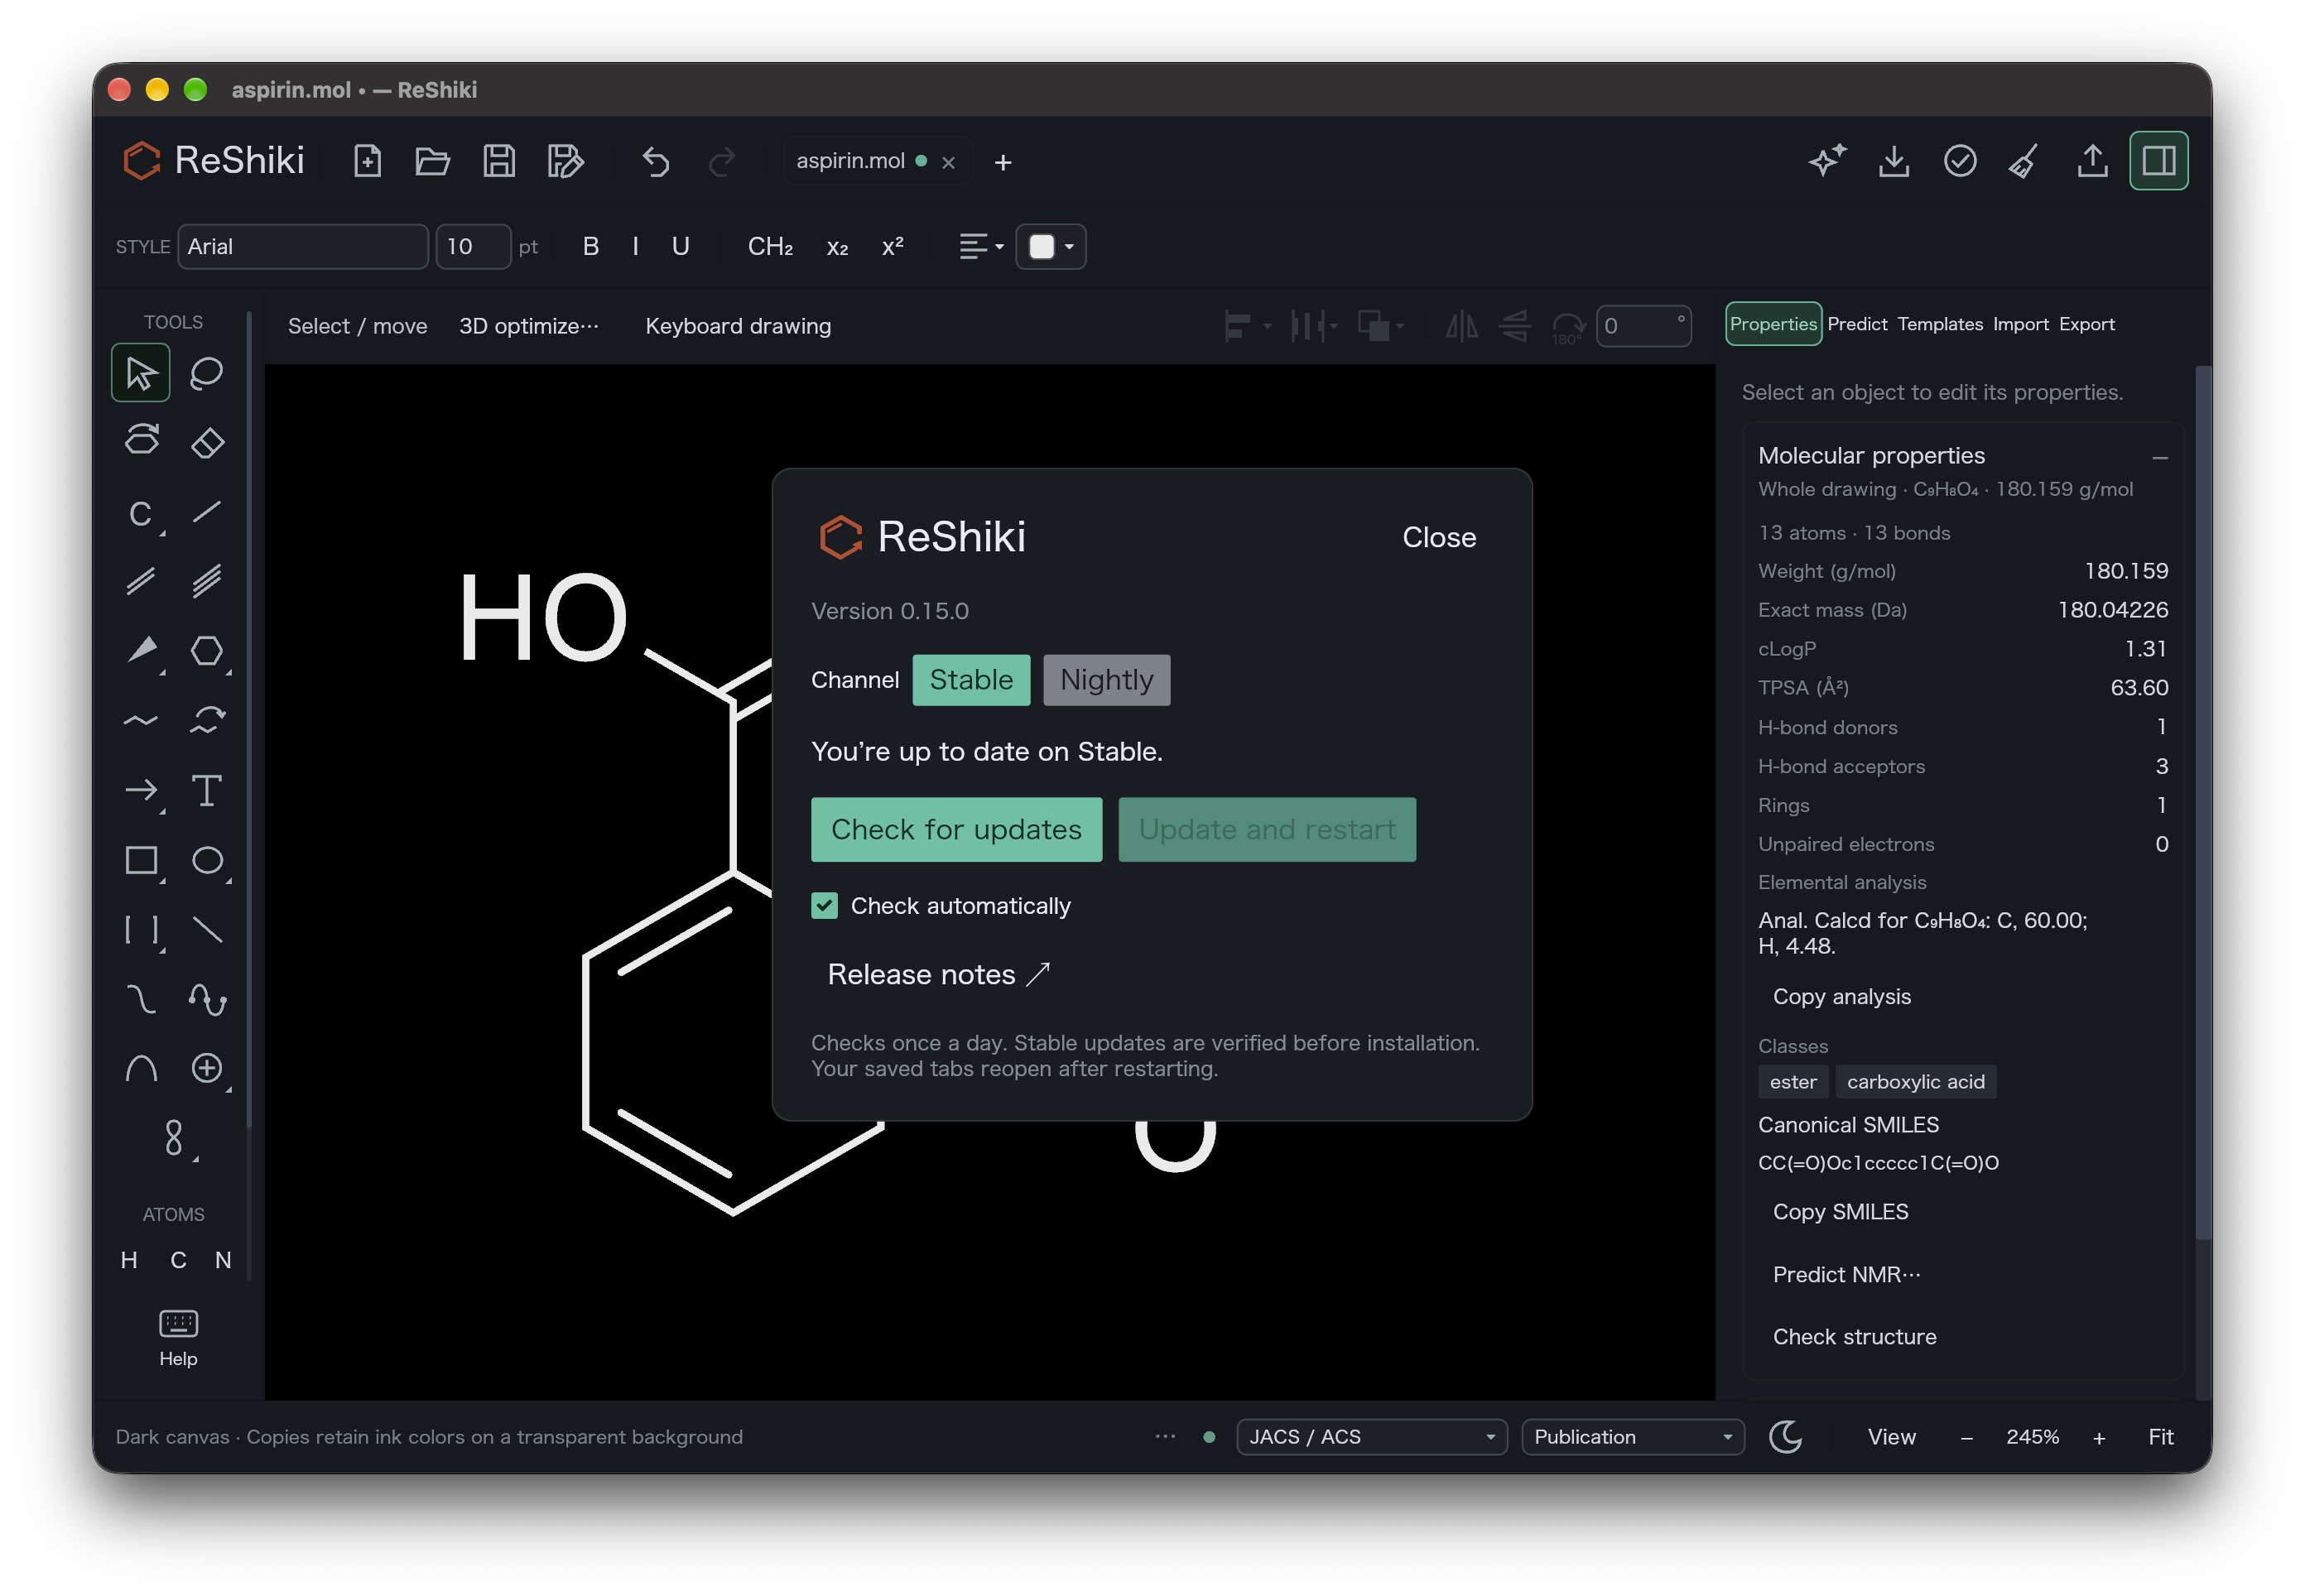 aspirin.mol • — ReShiki
ReShiki
aspirin.mol
STYLE Arial 10 pt B I U CH₂ x₂ x²
TOOLS
Select / move 3D optimize⋯ Keyboard drawing
180°
0 °
Properties Predict Templates Import Export
C
T
Select an object to edit its properties.
Molecular properties
Whole drawing · C₉H₈O₄ · 180.159 g/mol
13 atoms · 13 bonds
Weight (g/mol) 180.159
Exact mass (Da) 180.04226
cLogP 1.31
TPSA (Å²) 63.60
H-bond donors 1
H-bond acceptors 3
Rings 1
Unpaired electrons 0
Elemental analysis
Anal. Calcd for C₉H₈O₄: C, 60.00;
H, 4.48.
Copy analysis
Classes
ester carboxylic acid
Canonical SMILES
CC(=O)Oc1ccccc1C(=O)O
Copy SMILES
Predict NMR⋯
Check structure
HO
O
ReShiki Close
Version 0.15.0
Channel Stable Nightly
You’re up to date on Stable.
Check for updates Update and restart
Check automatically
Release notes ↗
Checks once a day. Stable updates are verified before installation.
Your saved tabs reopen after restarting.
ATOMS
H C N
Help
Dark canvas · Copies retain ink colors on a transparent background
⋯ JACS / ACS Publication View − 245% + Fit